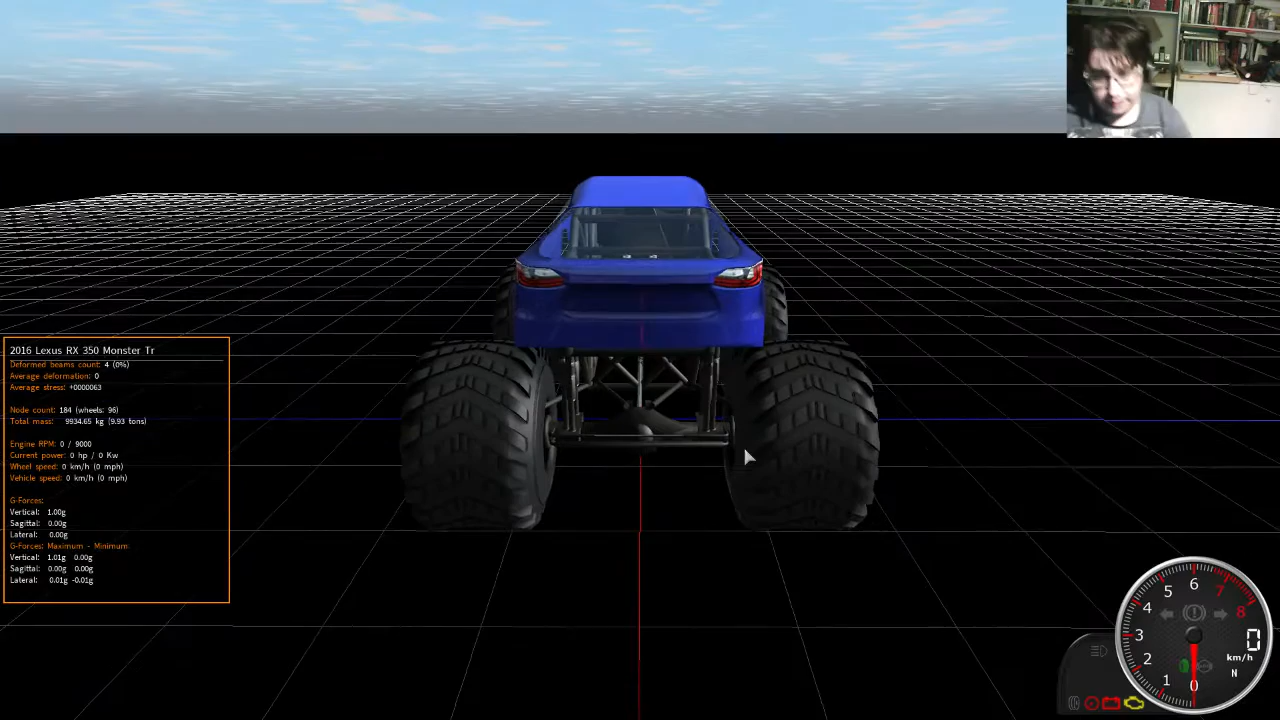 2016 Lexus RX 350 Monster Tr
Deformed beams count: 4 (0%)
Average deformation: 0
Average stress: +0000063
Node count: 184 (wheels: 96)
Total mass: 9934.65 kg (9.93 tons)
Engine RPM: 0 / 9000
Current power: 0 hp / 0 Kw
Wheel speed: 0 km/h (0 mph)
Vehicle speed: 0 km/h (0 mph)
G-Forces:
Vertical: 1.00g
Sagittal: 0.00g
Lateral: 0.00g
G-Forces: Maximum - Minimum:
Vertical: 1.01g 0.00g
Sagittal: 0.00g 0.00g
Lateral: 0.01g -0.01g
0 1 2 3 4 5 6 7 8
0
km/h
N